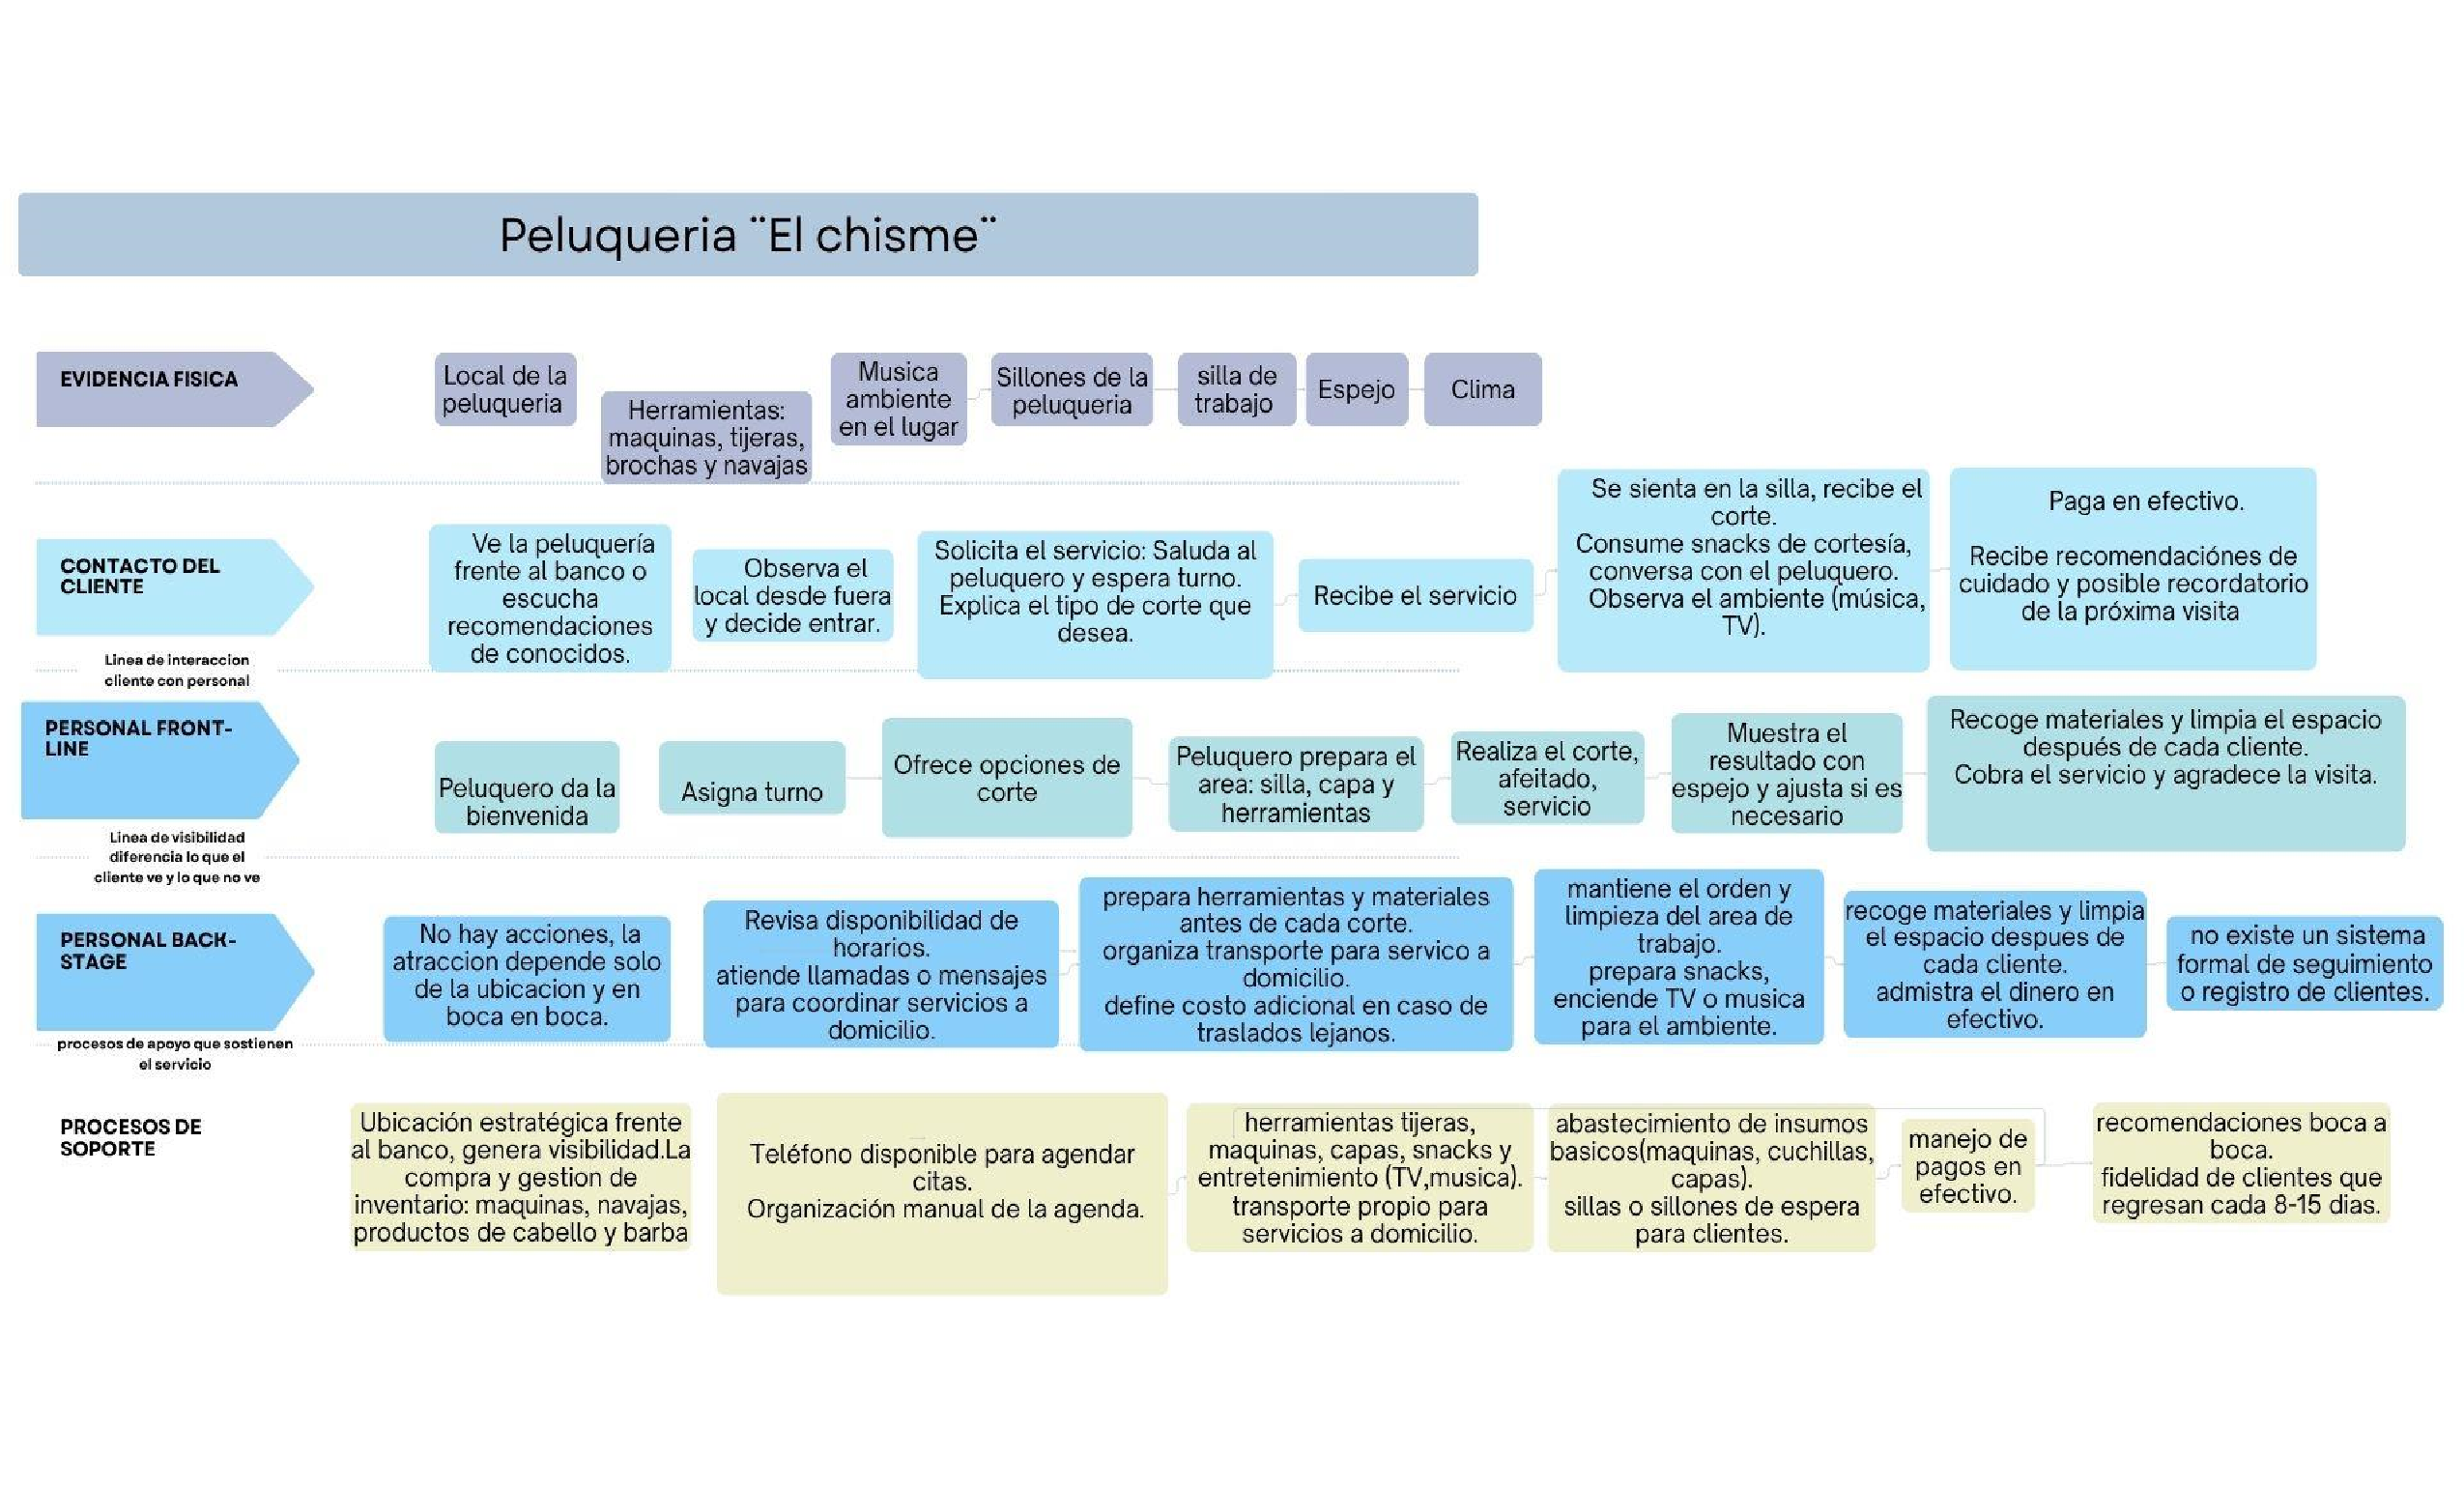 Peluqueria ¨El chisme¨
EVIDENCIA FISICA
Local de la
peluqueria
Herramientas:
maquinas, tijeras,
brochas y navajas
Musica
ambiente
en el lugar
Sillones de la
peluqueria
silla de
trabajo
Espejo
Clima
CONTACTO DEL
CLIENTE
Ve la peluquería
frente al banco o
escucha
recomendaciones
de conocidos.
Observa el
local desde fuera
y decide entrar.
Solicita el servicio: Saluda al
peluquero y espera turno.
Explica el tipo de corte que
desea.
Recibe el servicio
Se sienta en la silla, recibe el
corte.
Consume snacks de cortesía,
conversa con el peluquero.
Observa el ambiente (música,
TV).
Paga en efectivo.
Recibe recomendaciónes de
cuidado y posible recordatorio
de la próxima visita
Linea de interaccion
cliente con personal
PERSONAL FRONT-
LINE
Peluquero da la
bienvenida
Asigna turno
Ofrece opciones de
corte
Peluquero prepara el
area: silla, capa y
herramientas
Realiza el corte,
afeitado,
servicio
Muestra el
resultado con
espejo y ajusta si es
necesario
Recoge materiales y limpia el espacio
después de cada cliente.
Cobra el servicio y agradece la visita.
Linea de visibilidad
diferencia lo que el
cliente ve y lo que no ve
PERSONAL BACK-
STAGE
No hay acciones, la
atraccion depende solo
de la ubicacion y en
boca en boca.
Revisa disponibilidad de
horarios.
atiende llamadas o mensajes
para coordinar servicios a
domicilio.
prepara herramientas y materiales
antes de cada corte.
organiza transporte para servico a
domicilio.
define costo adicional en caso de
traslados lejanos.
mantiene el orden y
limpieza del area de
trabajo.
prepara snacks,
enciende TV o musica
para el ambiente.
recoge materiales y limpia
el espacio despues de
cada cliente.
admistra el dinero en
efectivo.
no existe un sistema
formal de seguimiento
o registro de clientes.
procesos de apoyo que sostienen
el servicio
PROCESOS DE
SOPORTE
Ubicación estratégica frente
al banco, genera visibilidad.La
compra y gestion de
inventario: maquinas, navajas,
productos de cabello y barba
Teléfono disponible para agendar
citas.
Organización manual de la agenda.
herramientas tijeras,
maquinas, capas, snacks y
entretenimiento (TV,musica).
transporte propio para
servicios a domicilio.
abastecimiento de insumos
basicos(maquinas, cuchillas,
capas).
sillas o sillones de espera
para clientes.
manejo de
pagos en
efectivo.
recomendaciones boca a
boca.
fidelidad de clientes que
regresan cada 8-15 dias.